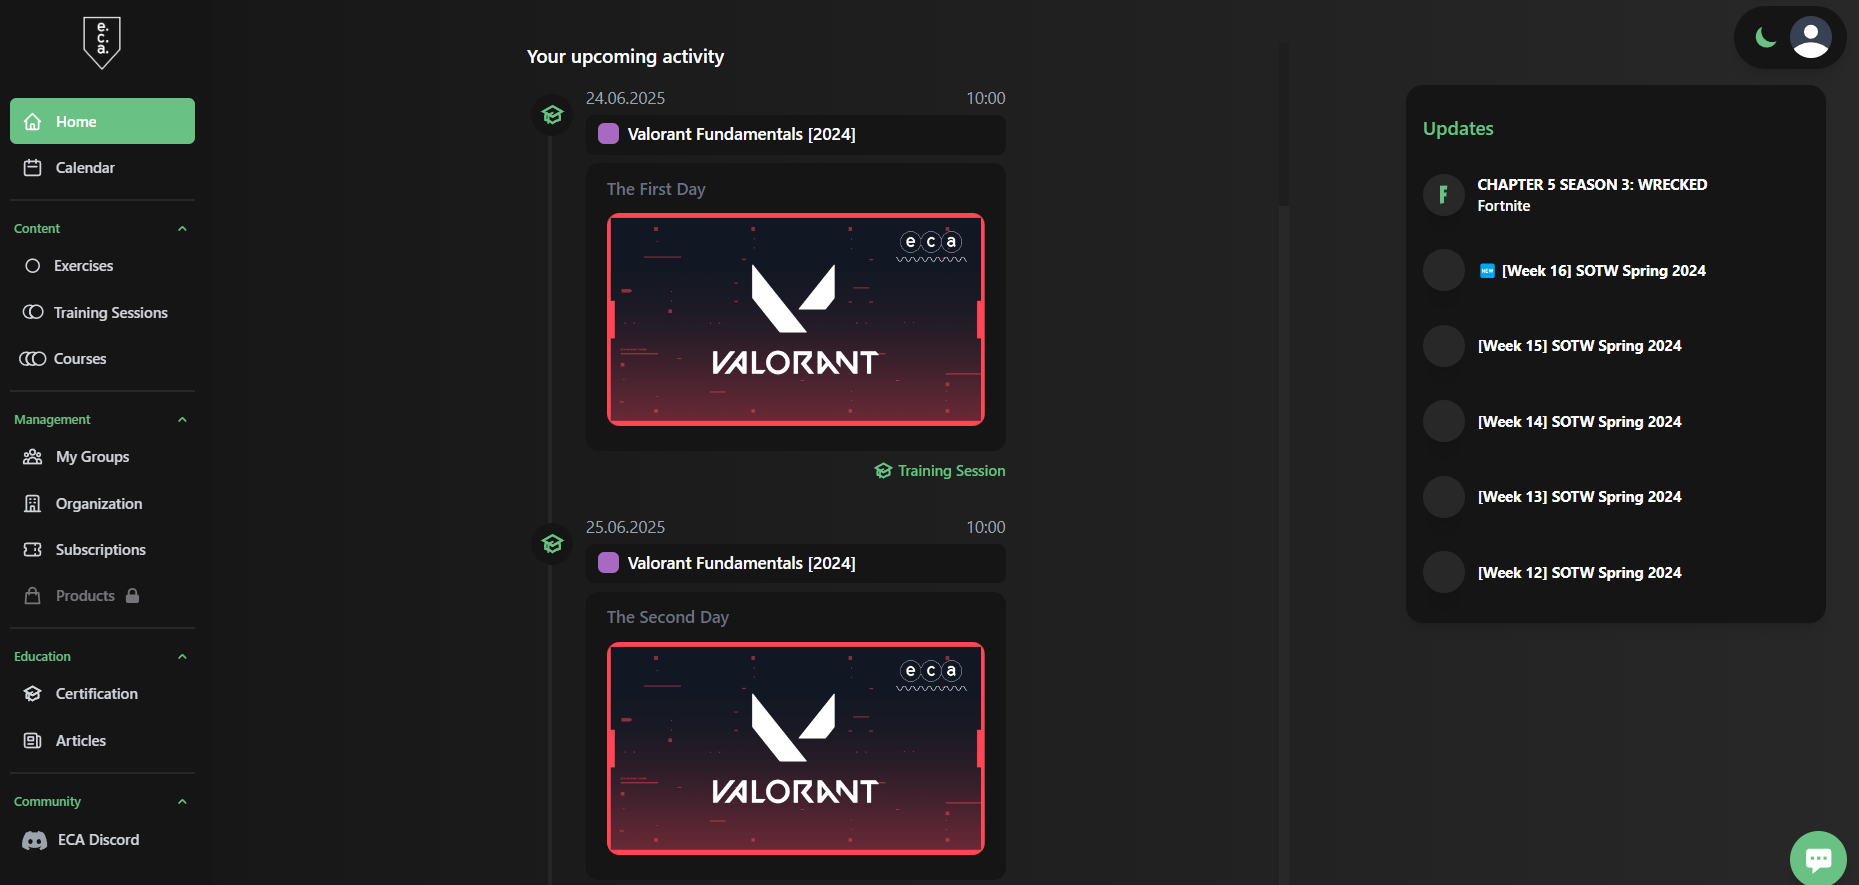 e.
c.
a.
Home
Calendar
Content
Exercises
Training Sessions
Courses
Management
My Groups
Organization
Subscriptions
Products
Education
Certification
Articles
Community
ECA Discord
Your upcoming activity
24.06.2025 10:00
Valorant Fundamentals [2024]
The First Day
e c a
VALORANT
Training Session
25.06.2025 10:00
Valorant Fundamentals [2024]
The Second Day
e c a
VALORANT
Updates
F
CHAPTER 5 SEASON 3: WRECKED
Fortnite
NEW [Week 16] SOTW Spring 2024
[Week 15] SOTW Spring 2024
[Week 14] SOTW Spring 2024
[Week 13] SOTW Spring 2024
[Week 12] SOTW Spring 2024